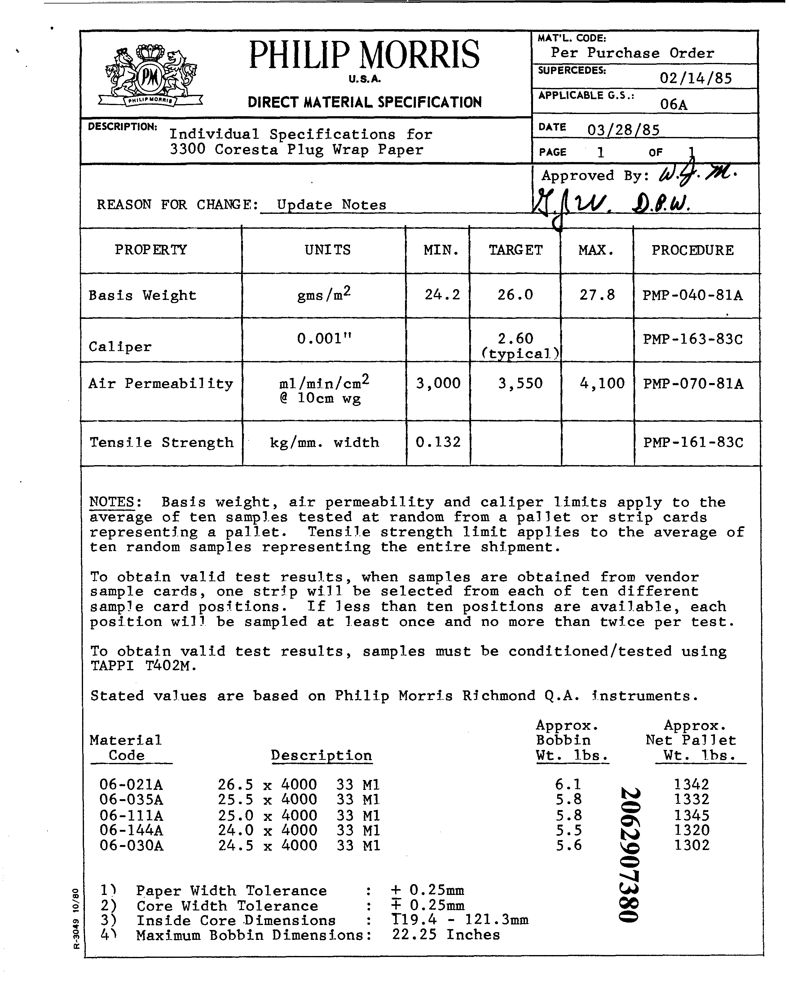 PHILIP MORRIS
U.S.A.
DIRECT MATERIAL SPECIFICATION
PM
PHILIP MORRIS
MAT'L. CODE:
Per Purchase Order
SUPERCEDES:
02/14/85
APPLICABLE G.S.:
06A
DESCRIPTION: Individual Specifications for
3300 Coresta Plug Wrap Paper
DATE 03/28/85
PAGE 1 OF 1
REASON FOR CHANGE: Update Notes
Approved By: W.J.M.
D.P.W.
PROPERTY UNITS MIN. TARGET MAX. PROCEDURE
Basis Weight gms/m2 24.2 26.0 27.8 PMP-040-81A
Caliper 0.001" 2.60 (typical) PMP-163-83C
Air Permeability ml/min/cm2 @ 10cm wg 3,000 3,550 4,100 PMP-070-81A
Tensile Strength kg/mm. width 0.132 PMP-161-83C
NOTES: Basis weight, air permeability and caliper limits apply to the
average of ten samples tested at random from a pallet or strip cards
representing a pallet. Tensile strength limit applies to the average of
ten random samples representing the entire shipment.
To obtain valid test results, when samples are obtained from vendor
sample cards, one strip will be selected from each of ten different
sample card positions. If less than ten positions are available, each
position will be sampled at least once and no more than twice per test.
To obtain valid test results, samples must be conditioned/tested using
TAPPI T402M.
Stated values are based on Philip Morris Richmond Q.A. instruments.
Material Code Description Approx. Bobbin Wt. lbs. Approx. Net Pallet Wt. lbs.
06-021A 26.5 x 4000 33 M1 6.1 1342
06-035A 25.5 x 4000 33 M1 5.8 1332
06-111A 25.0 x 4000 33 M1 5.8 1345
06-144A 24.0 x 4000 33 M1 5.5 1320
06-030A 24.5 x 4000 33 M1 5.6 1302
1) Paper Width Tolerance : ± 0.25mm
2) Core Width Tolerance : ± 0.25mm
3) Inside Core Dimensions : 119.4 - 121.3mm
4) Maximum Bobbin Dimensions: 22.25 Inches
2062907380
R-3049 10/80